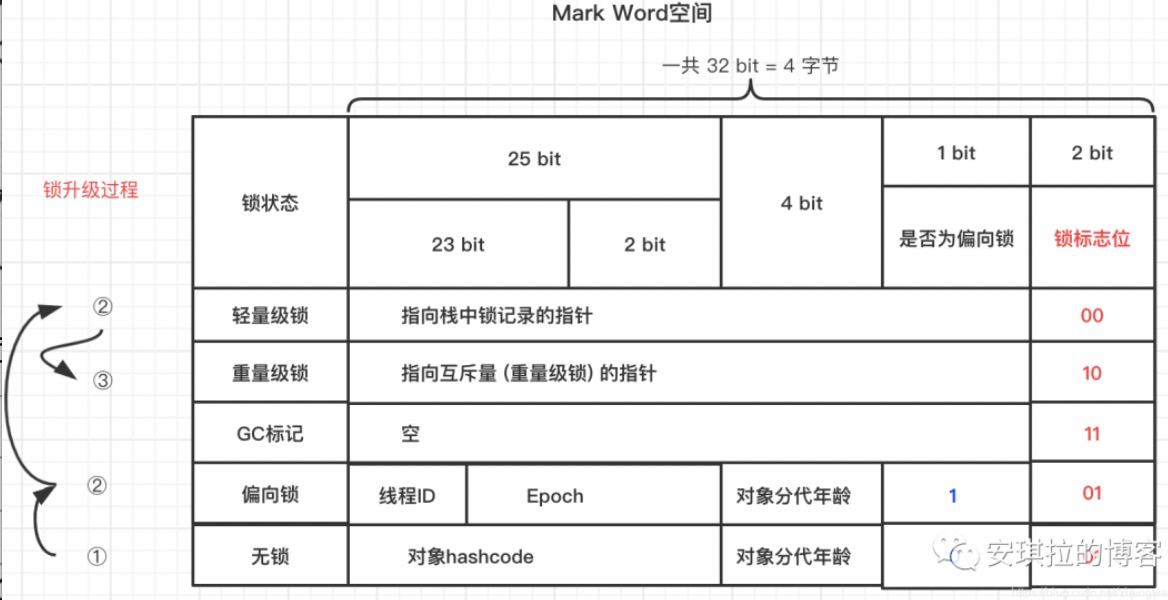 Mark Word空间
一共 32 bit = 4 字节
锁升级过程
锁状态
25 bit
4 bit
1 bit
2 bit
23 bit
2 bit
是否为偏向锁
锁标志位
② 轻量级锁 指向栈中锁记录的指针 00
③ 重量级锁 指向互斥量 (重量级锁) 的指针 10
GC标记 空 11
② 偏向锁 线程ID Epoch 对象分代年龄 1 01
① 无锁 对象hashcode 对象分代年龄
安琪拉的博客